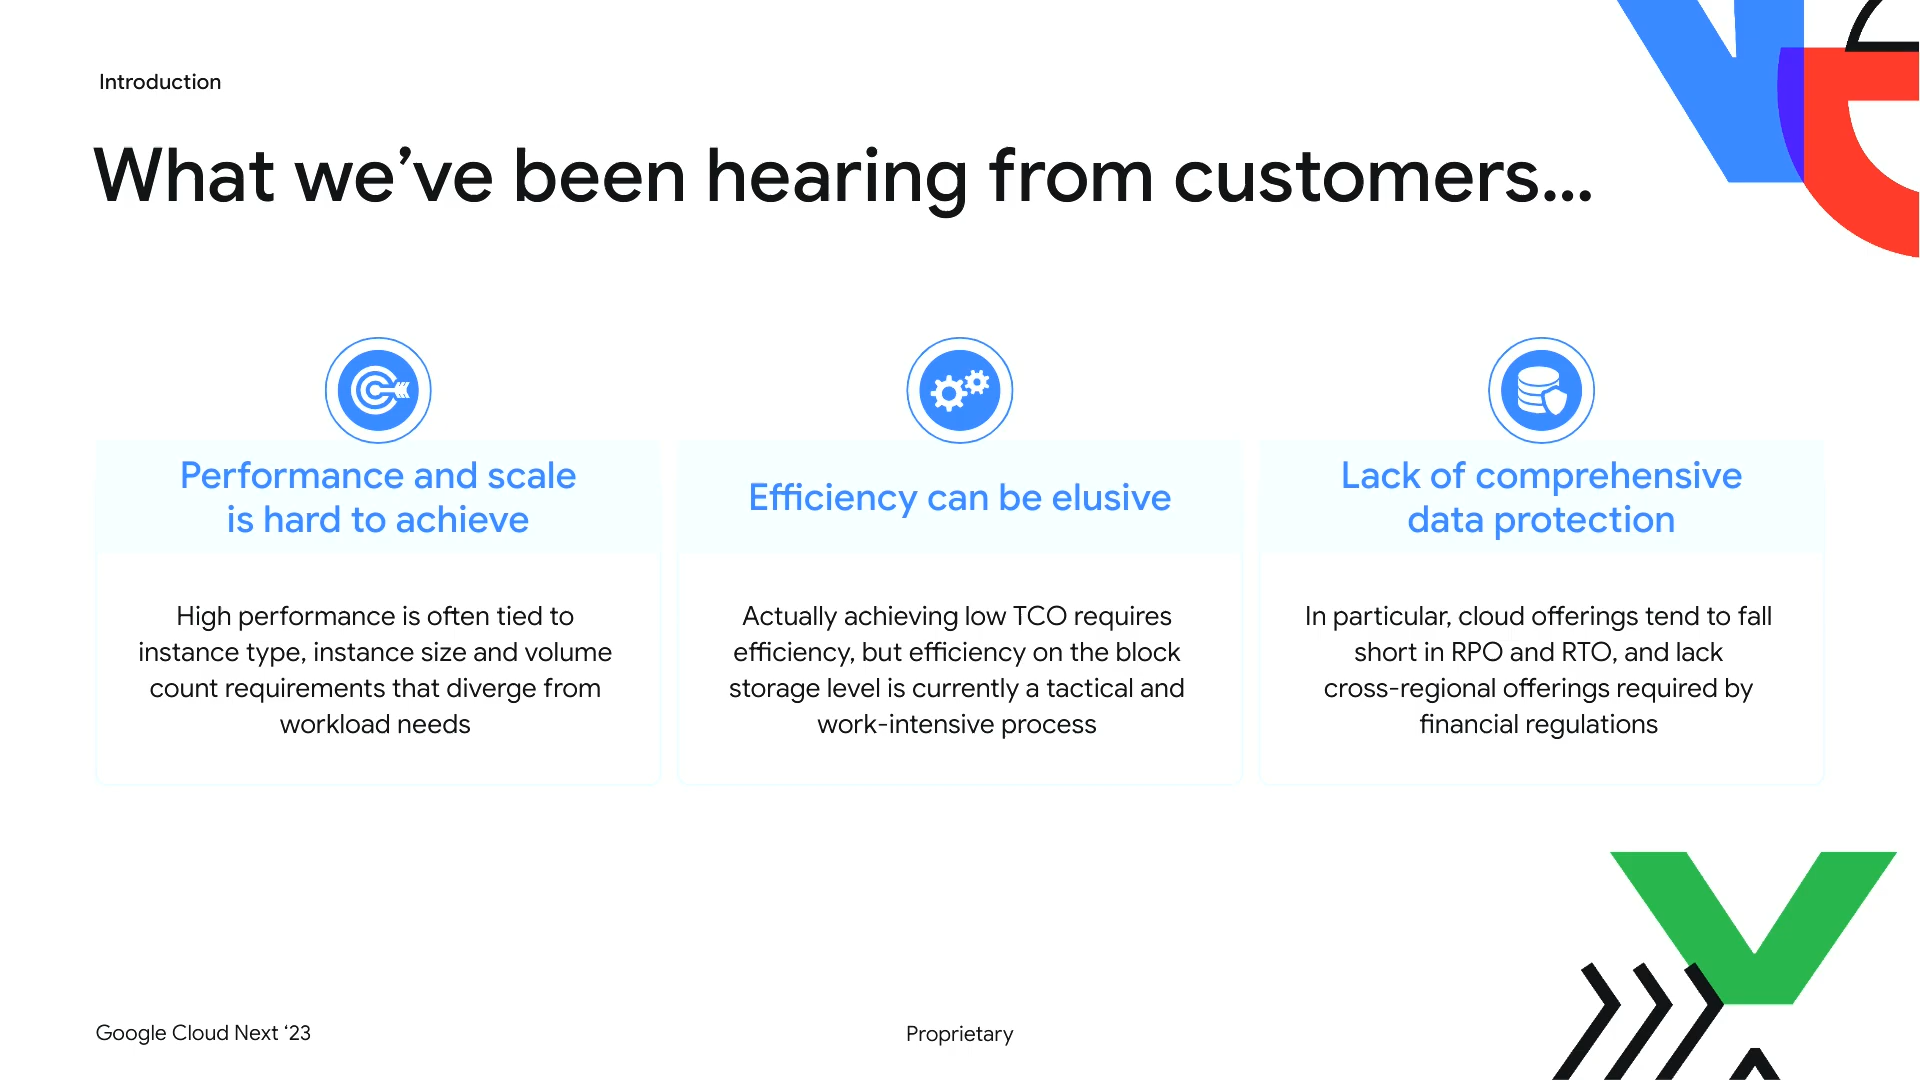 Introduction
What we’ve been hearing from customers...
Performance and scale
is hard to achieve
High performance is often tied to
instance type, instance size and volume
count requirements that diverge from
workload needs
Efficiency can be elusive
Actually achieving low TCO requires
efficiency, but efficiency on the block
storage level is currently a tactical and
work-intensive process
Lack of comprehensive
data protection
In particular, cloud offerings tend to fall
short in RPO and RTO, and lack
cross-regional offerings required by
financial regulations
Google Cloud Next ‘23
Proprietary